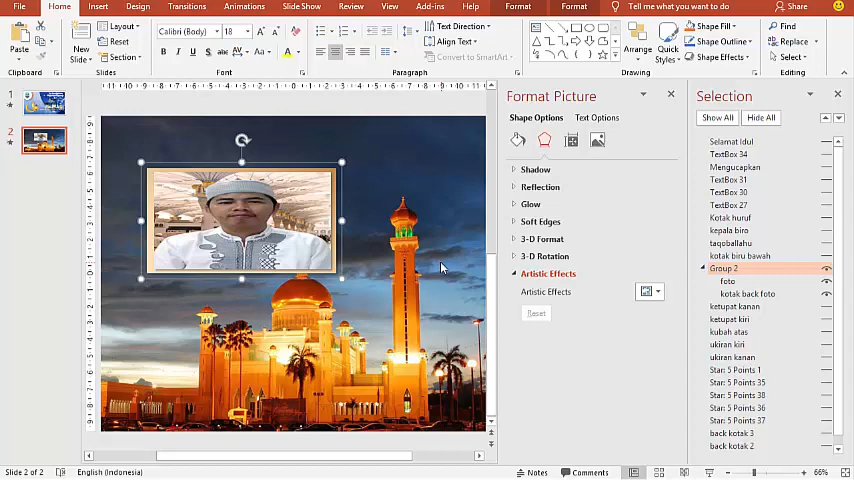 File Home Insert Design Transitions Animations Slide Show Review View Add-ins Help Format Format Tell me what you want to do Share
Paste
New Slide
Layout
Reset
Section
Calibri (Body) 18
Text Direction
Align Text
Convert to SmartArt
Arrange
Quick Styles
Shape Fill
Shape Outline
Shape Effects
Find
Replace
Select
Clipboard Slides Font Paragraph Drawing Editing
1
2
Format Picture
Shape Options Text Options
Shadow
Reflection
Glow
Soft Edges
3-D Format
3-D Rotation
Artistic Effects
Artistic Effects
Reset
Selection
Show All Hide All
Selamat Idul
TextBox 34
Mengucapkan
TextBox 31
TextBox 30
TextBox 27
Kotak huruf
kepala biro
taqoballahu
kotak biru bawah
Group 2
foto
kotak back foto
ketupat kanan
ketupat kiri
kubah atas
ukiran kiri
ukiran kanan
Star: 5 Points 1
Star: 5 Points 35
Star: 5 Points 38
Star: 5 Points 36
Star: 5 Points 37
back kotak 3
back kotak 2
Slide 2 of 2 English (Indonesia) Notes Comments 66%